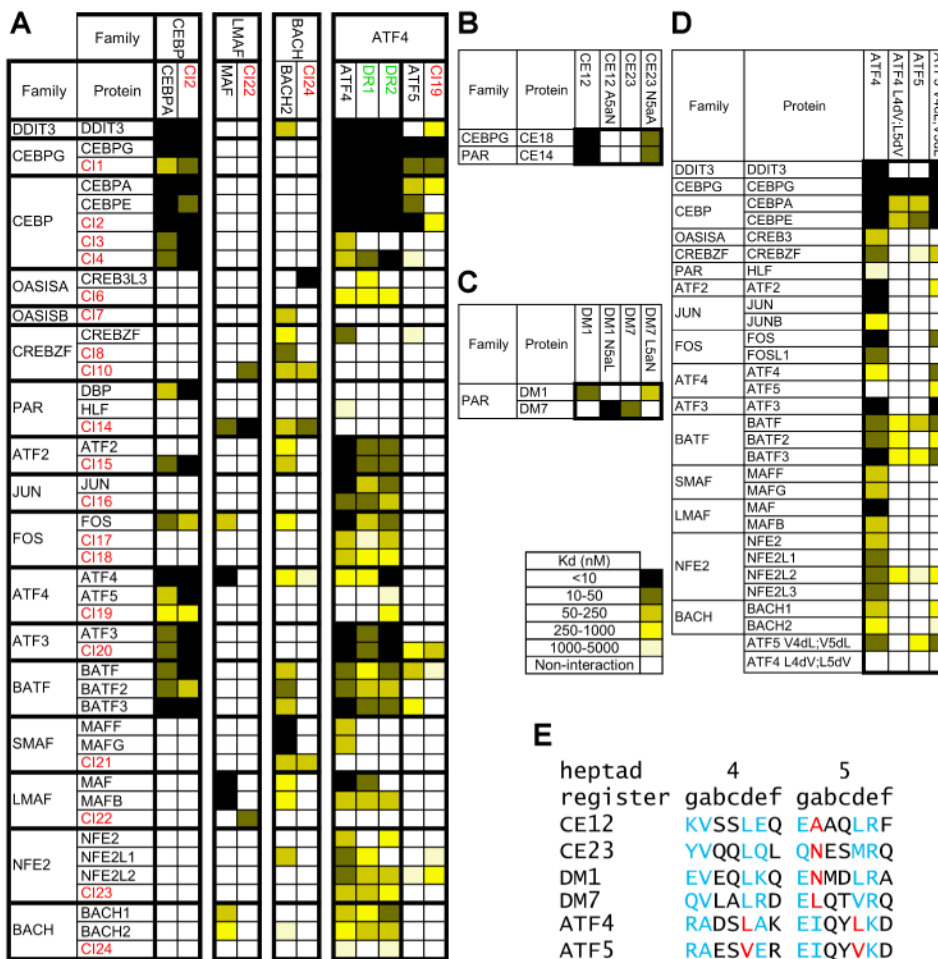 A
Family
CEBP
LMAF
BACH
ATF4
Family
Protein
CEBPA
CI2
MAF
CI22
BACH2
CI24
ATF4
DR1
DR2
ATF5
CI19
DDIT3
DDIT3
CEBPG
CEBPG
CI1
CEBP
CEBPA
CEBPE
CI2
CI3
CI4
OASISA
CREB3L3
CI6
OASISB
CI7
CREBZF
CREBZF
CI8
CI10
PAR
DBP
HLF
CI14
ATF2
ATF2
CI15
JUN
JUN
CI16
FOS
FOS
CI17
CI18
ATF4
ATF4
ATF5
CI19
ATF3
ATF3
CI20
BATF
BATF
BATF2
BATF3
SMAF
MAFF
MAFG
CI21
LMAF
MAF
MAFB
CI22
NFE2
NFE2
NFE2L1
NFE2L2
CI23
BACH
BACH1
BACH2
CI24
B
Family
Protein
CE12
CE12 A5aN
CE23
CE23 N5aA
CEBPG
CE18
PAR
CE14
C
Family
Protein
DM1
DM1 N5aL
DM7
DM7 L5aN
PAR
DM1
DM7
Kd (nM)
<10
10-50
50-250
250-1000
1000-5000
Non-interaction
D
Family
Protein
ATF4
ATF4 L4dV;L5dV
ATF5
DDIT3
DDIT3
CEBPG
CEBPG
CEBP
CEBPA
CEBPE
OASISA
CREB3
CREBZF
CREBZF
PAR
HLF
ATF2
ATF2
JUN
JUN
JUNB
FOS
FOS
FOSL1
ATF4
ATF4
ATF5
ATF3
ATF3
BATF
BATF
BATF2
BATF3
SMAF
MAFF
MAFG
LMAF
MAF
MAFB
NFE2
NFE2
NFE2L1
NFE2L2
NFE2L3
BACH
BACH1
BACH2
ATF5 V4dL;V5dL
ATF4 L4dV;L5dV
E
heptad 4 5
register gabcdef gabcdef
CE12 KVSSLEQ EAAQLRF
CE23 YVQQLQL QNESMRQ
DM1 EVEQLKQ ENMDLRA
DM7 QVLALRD ELQTVRQ
ATF4 RADSLAK EIQYLKD
ATF5 RAESVER EIQYVKD